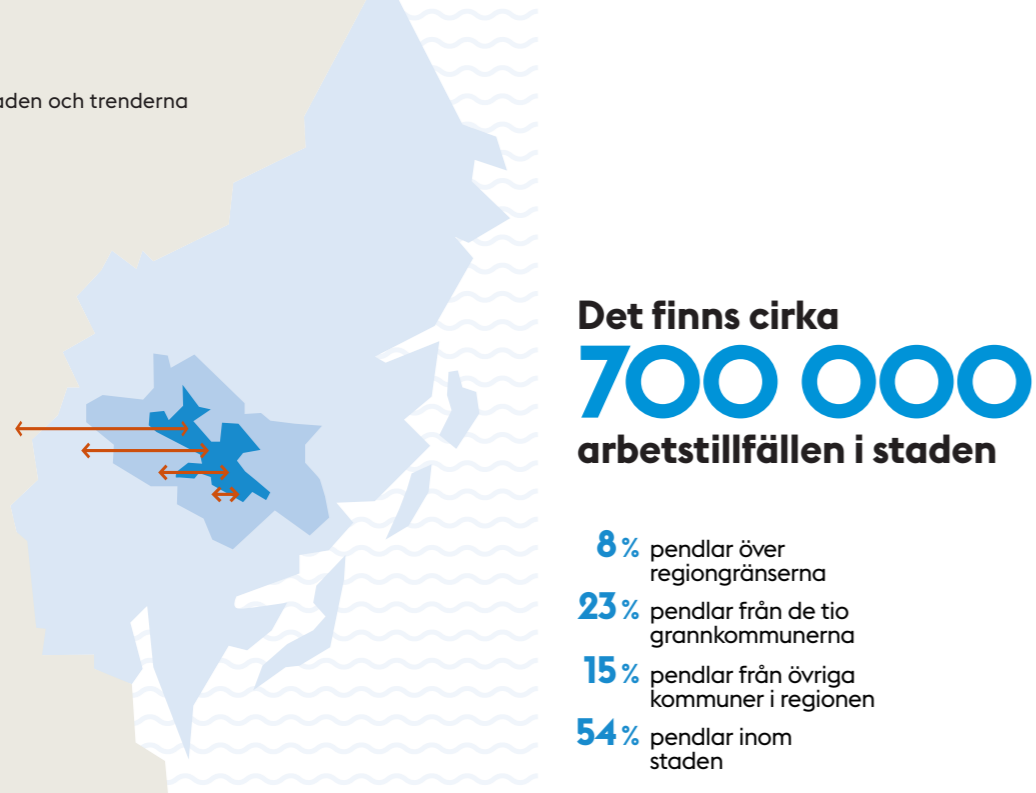 och trenderna
Det finns cirka
700 000
arbetstillfällen i staden
8 % pendlar över
regiongränserna
23 % pendlar från de tio
grannkommunerna
15 % pendlar från övriga
kommuner i regionen
54 % pendlar inom
staden